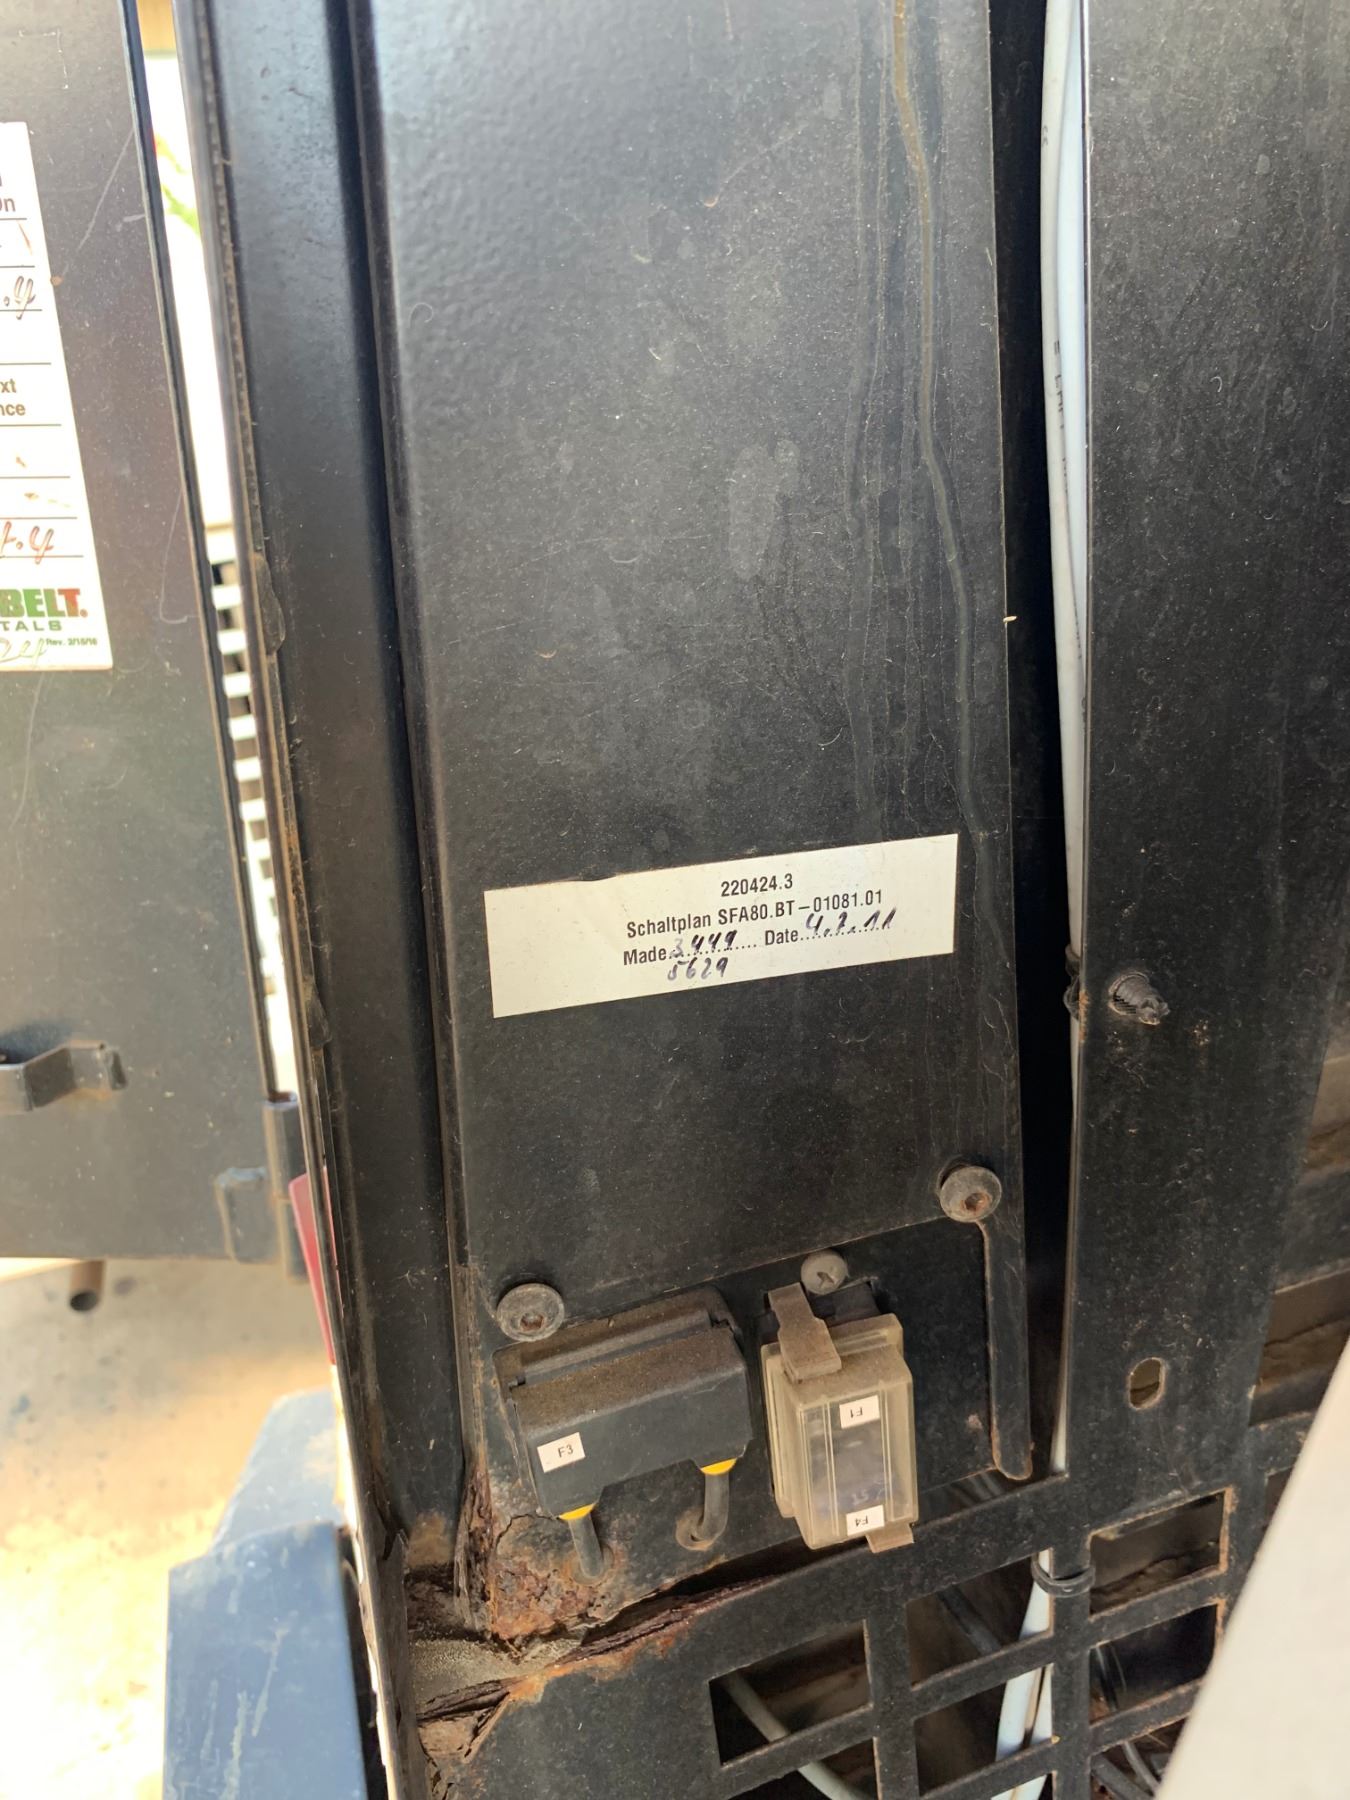 On
xt
nce
BELT.
TALS
Rev. 2/15/16
220424.3
Schaltplan SFA80.BT-01081.01
Made 3449 Date 4.7.11
5629
F3
F1
F4